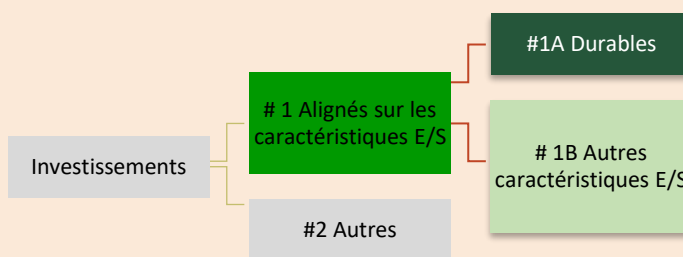 Investissements
# 1 Alignés sur les
caractéristiques E/S
#2 Autres
#1A Durables
# 1B Autres
caractéristiques E/S